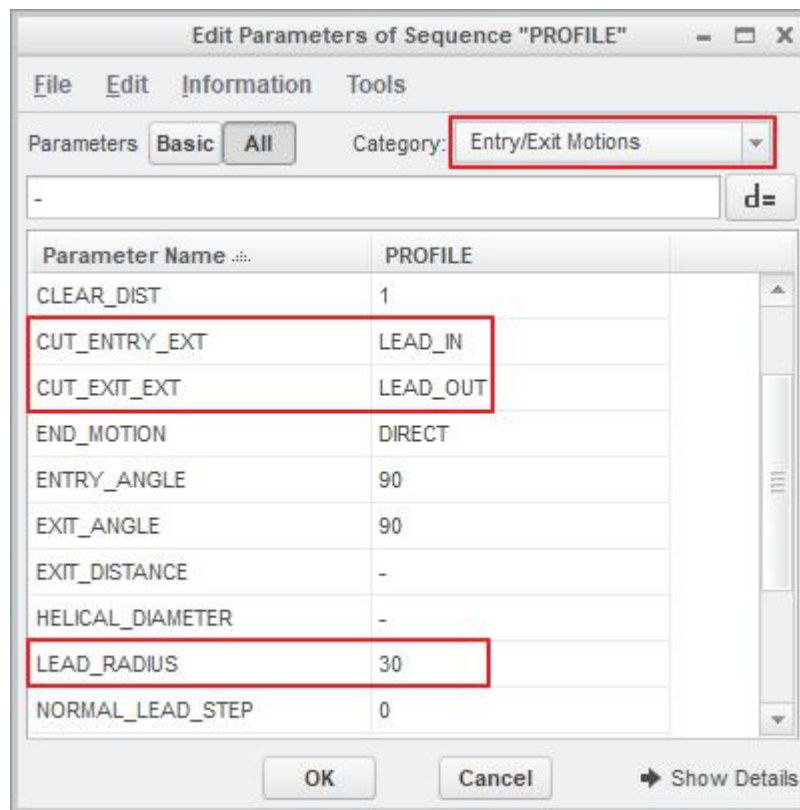 Edit Parameters of Sequence "PROFILE"
File Edit Information Tools
Parameters Basic All Category: Entry/Exit Motions
- d=
Parameter Name PROFILE
CLEAR_DIST 1
CUT_ENTRY_EXT LEAD_IN
CUT_EXIT_EXT LEAD_OUT
END_MOTION DIRECT
ENTRY_ANGLE 90
EXIT_ANGLE 90
EXIT_DISTANCE -
HELICAL_DIAMETER -
LEAD_RADIUS 30
NORMAL_LEAD_STEP 0
OK Cancel Show Details